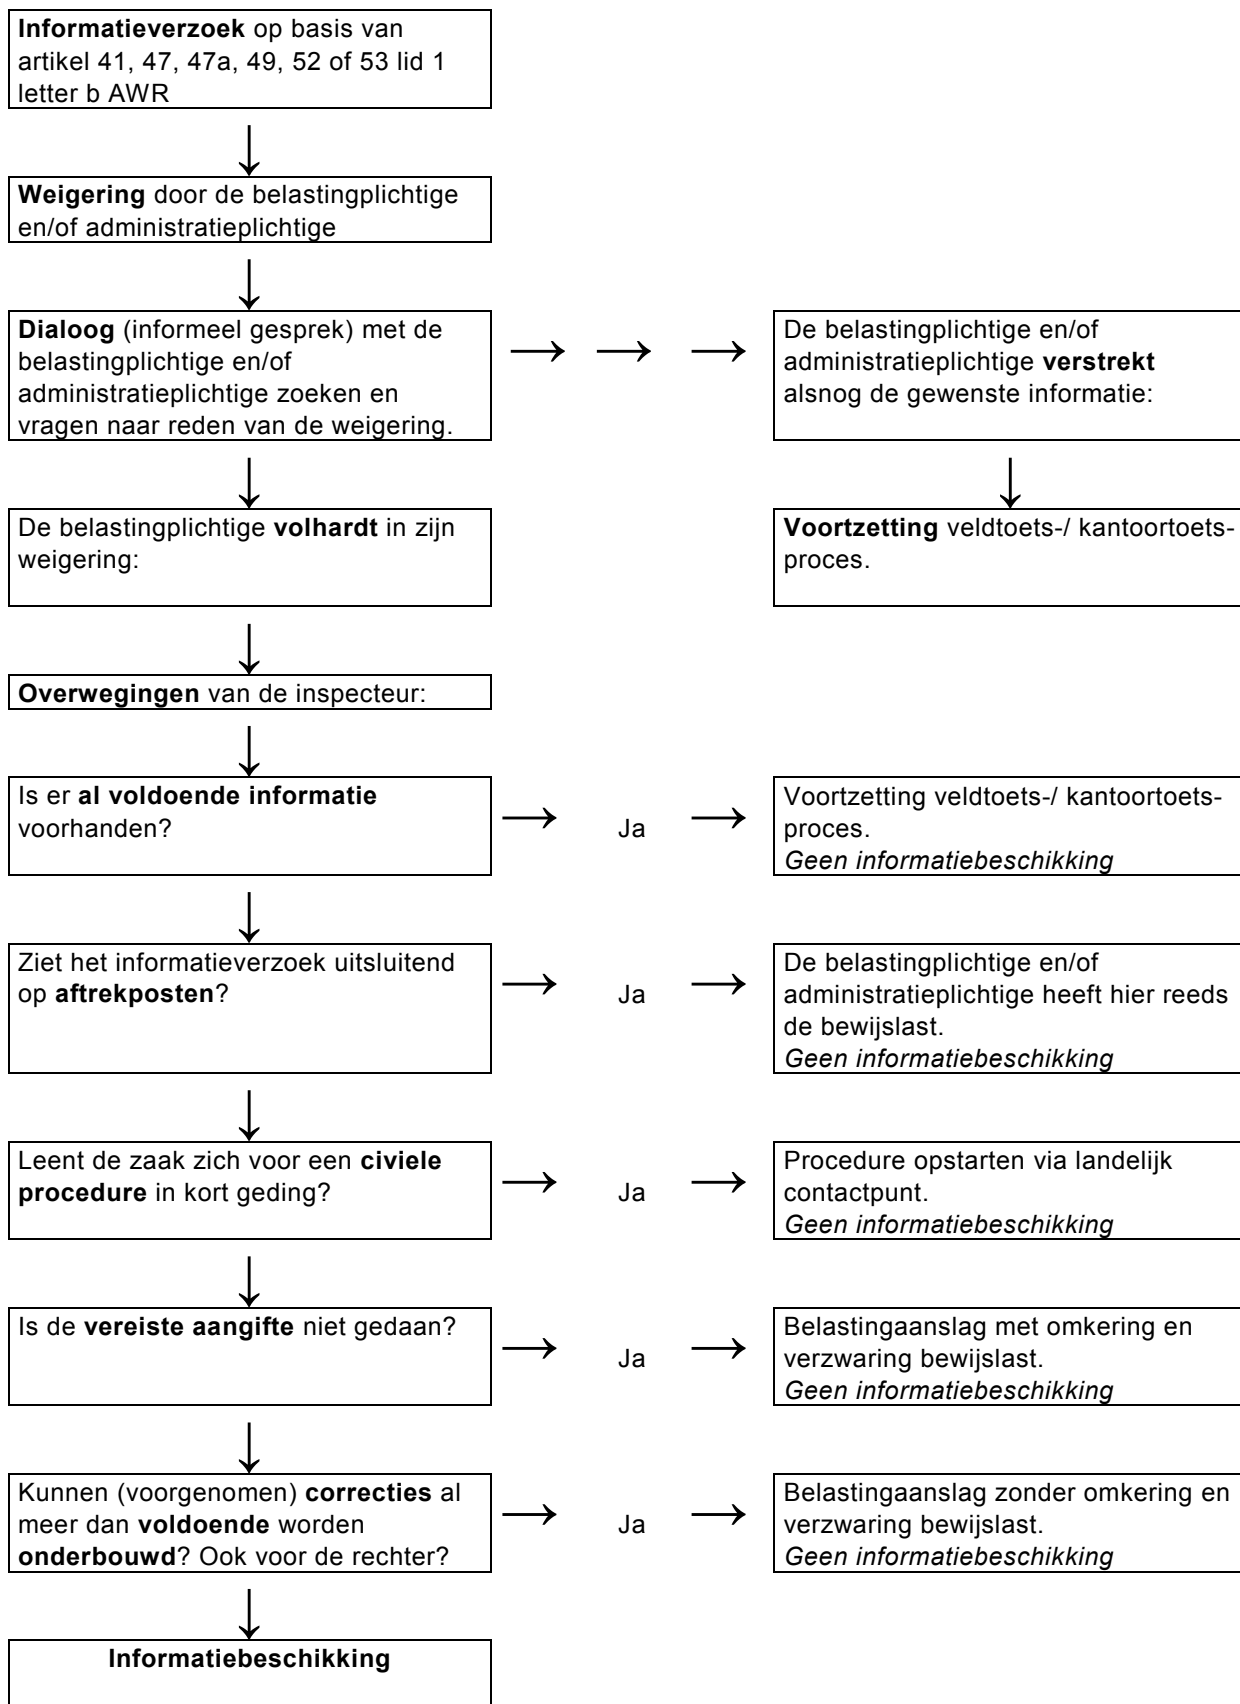 Informatieverzoek op basis van
artikel 41, 47, 47a, 49, 52 of 53 lid 1
letter b AWR
Weigering door de belastingplichtige
en/of administratieplichtige
Dialoog (informeel gesprek) met de
belastingplichtige en/of
administratieplichtige zoeken en
vragen naar reden van de weigering.
De belastingplichtige en/of
administratieplichtige verstrekt
alsnog de gewenste informatie:
De belastingplichtige volhardt in zijn
weigering:
Voortzetting veldtoets-/ kantoortoets-
proces.
Overwegingen van de inspecteur:
Is er al voldoende informatie
voorhanden?
Ja
Voortzetting veldtoets-/ kantoortoets-
proces.
Geen informatiebeschikking
Ziet het informatieverzoek uitsluitend
op aftrekposten?
Ja
De belastingplichtige en/of
administratieplichtige heeft hier reeds
de bewijslast.
Geen informatiebeschikking
Leent de zaak zich voor een civiele
procedure in kort geding?
Ja
Procedure opstarten via landelijk
contactpunt.
Geen informatiebeschikking
Is de vereiste aangifte niet gedaan?
Ja
Belastingaanslag met omkering en
verzwaring bewijslast.
Geen informatiebeschikking
Kunnen (voorgenomen) correcties al
meer dan voldoende worden
onderbouwd? Ook voor de rechter?
Ja
Belastingaanslag zonder omkering en
verzwaring bewijslast.
Geen informatiebeschikking
Informatiebeschikking